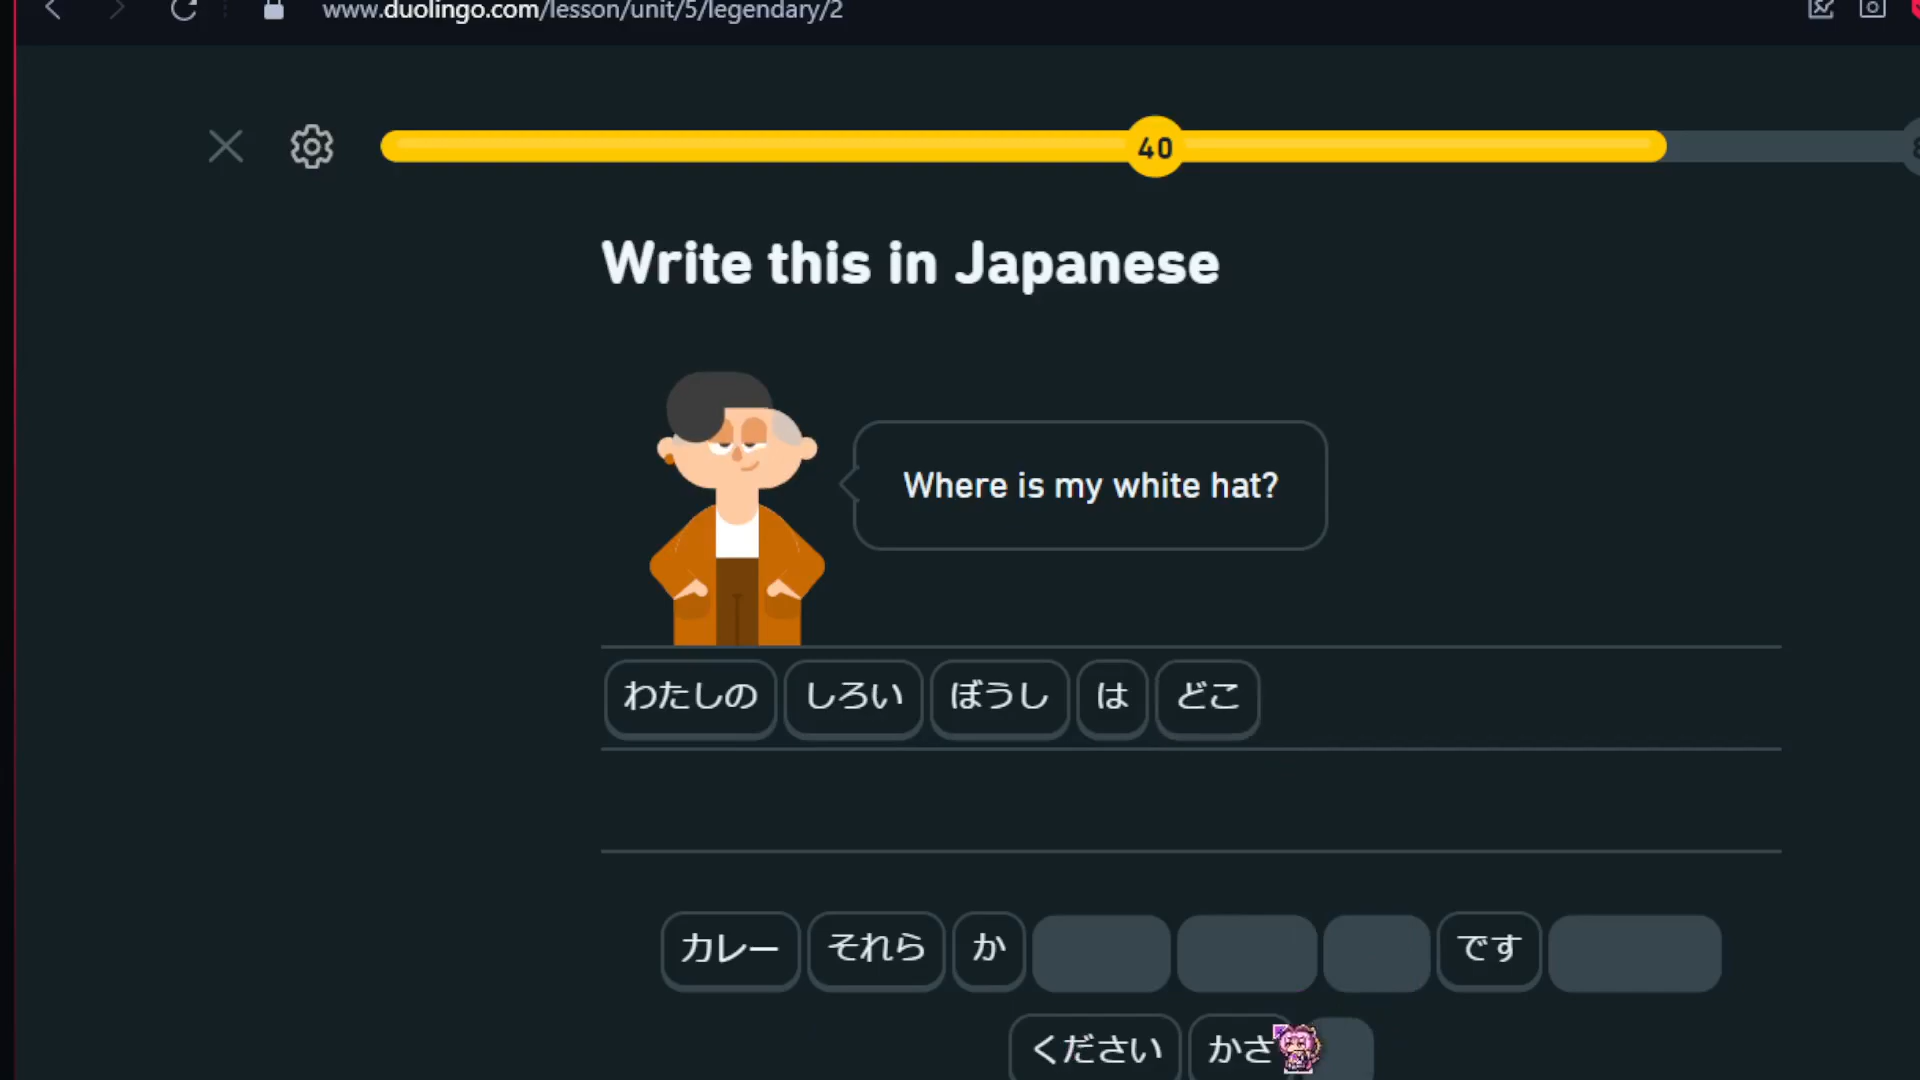 www.duolingo.com/lesson/unit/5/legendary/2
40
Write this in Japanese
Where is my white hat?
わたしの しろい ぼうし は どこ
カレー それら か です
ください かさ